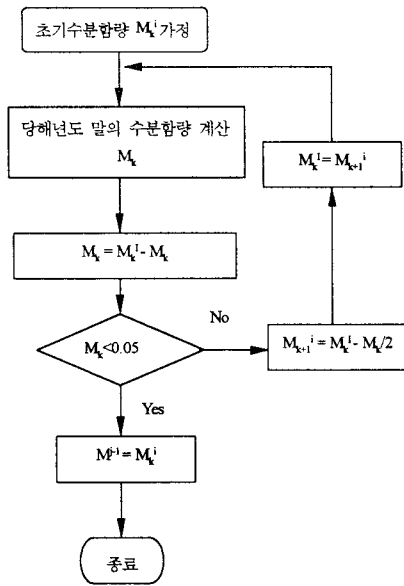 초기수분함량 Mₖⁱ 가정
당해년도 말의 수분함량 계산
Mₖ
Mₖ = Mₖᴵ - Mₖ
Mₖ<0.05
No
Yes
Mₖ₊₁ⁱ = Mₖᴵ - Mₖ/2
Mₖᴵ = Mₖ₊₁ⁱ
Mʲ⁻ⁱ = Mₖⁱ
종료